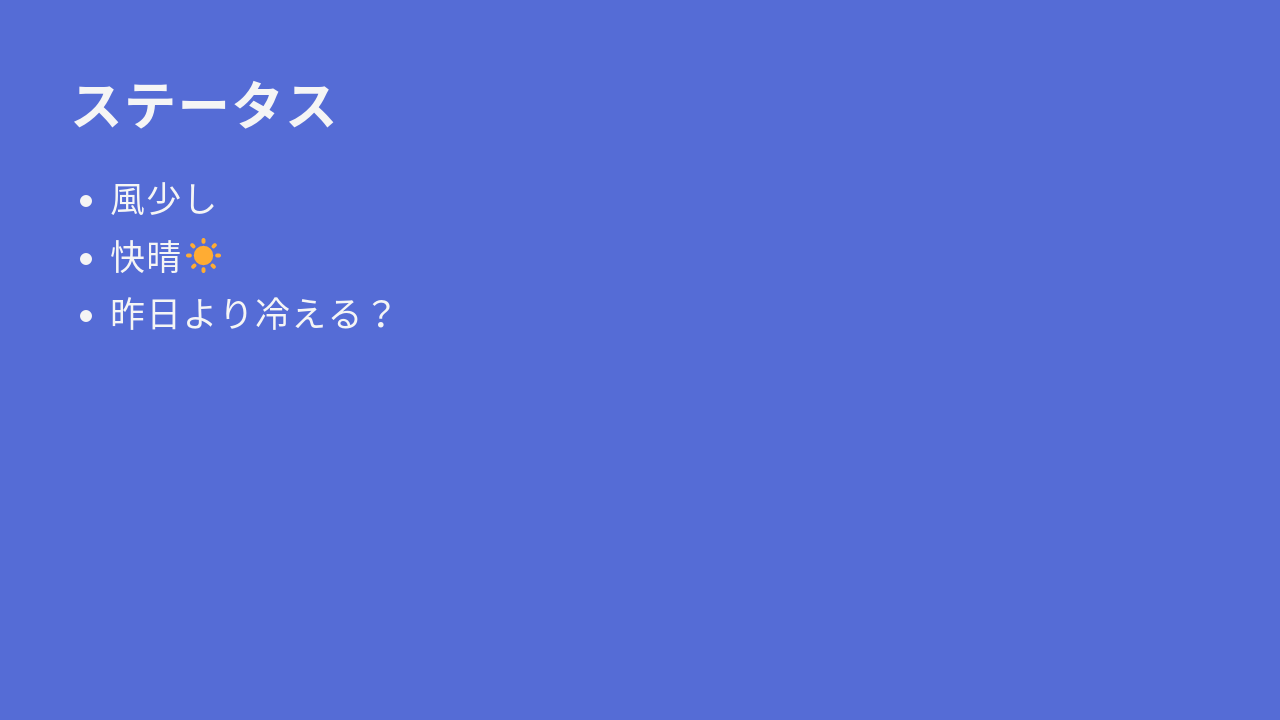 ステータス
• 風少し
• 快晴☀️
• 昨日より冷える？